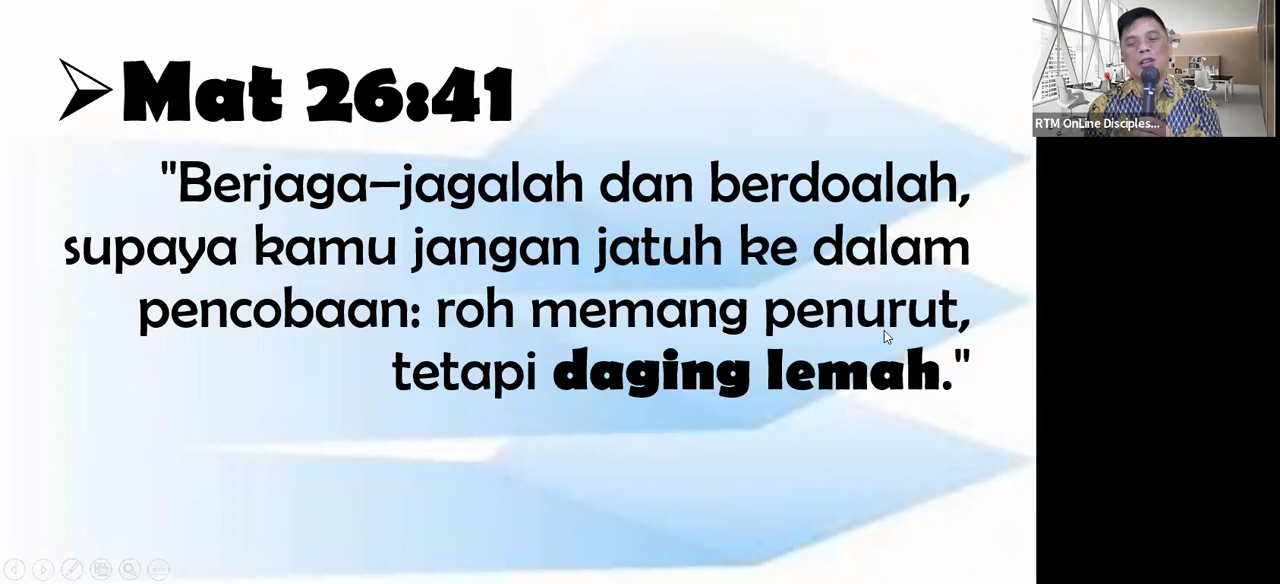 Mat 26:41
"Berjaga–jagalah dan berdoalah,
supaya kamu jangan jatuh ke dalam
pencobaan: roh memang penurut,
tetapi daging lemah."
RTM OnLine Disciples...